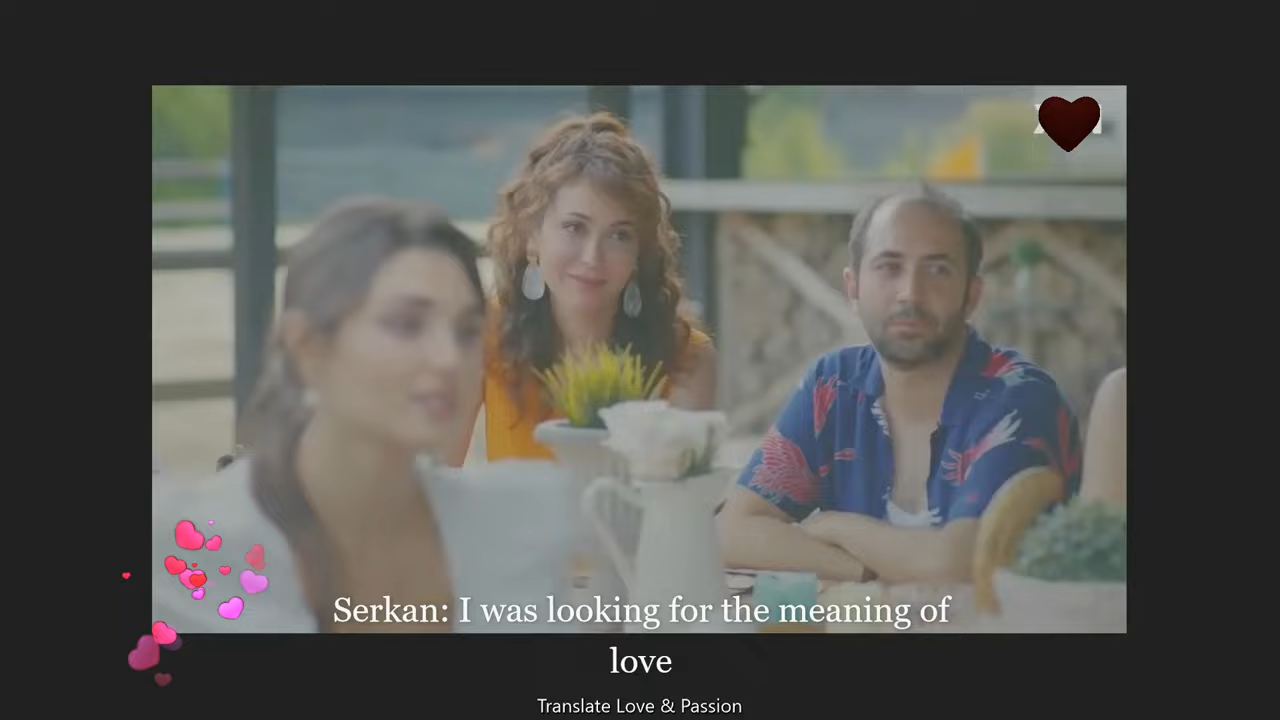 Serkan: I was looking for the meaning of
love
Translate Love & Passion